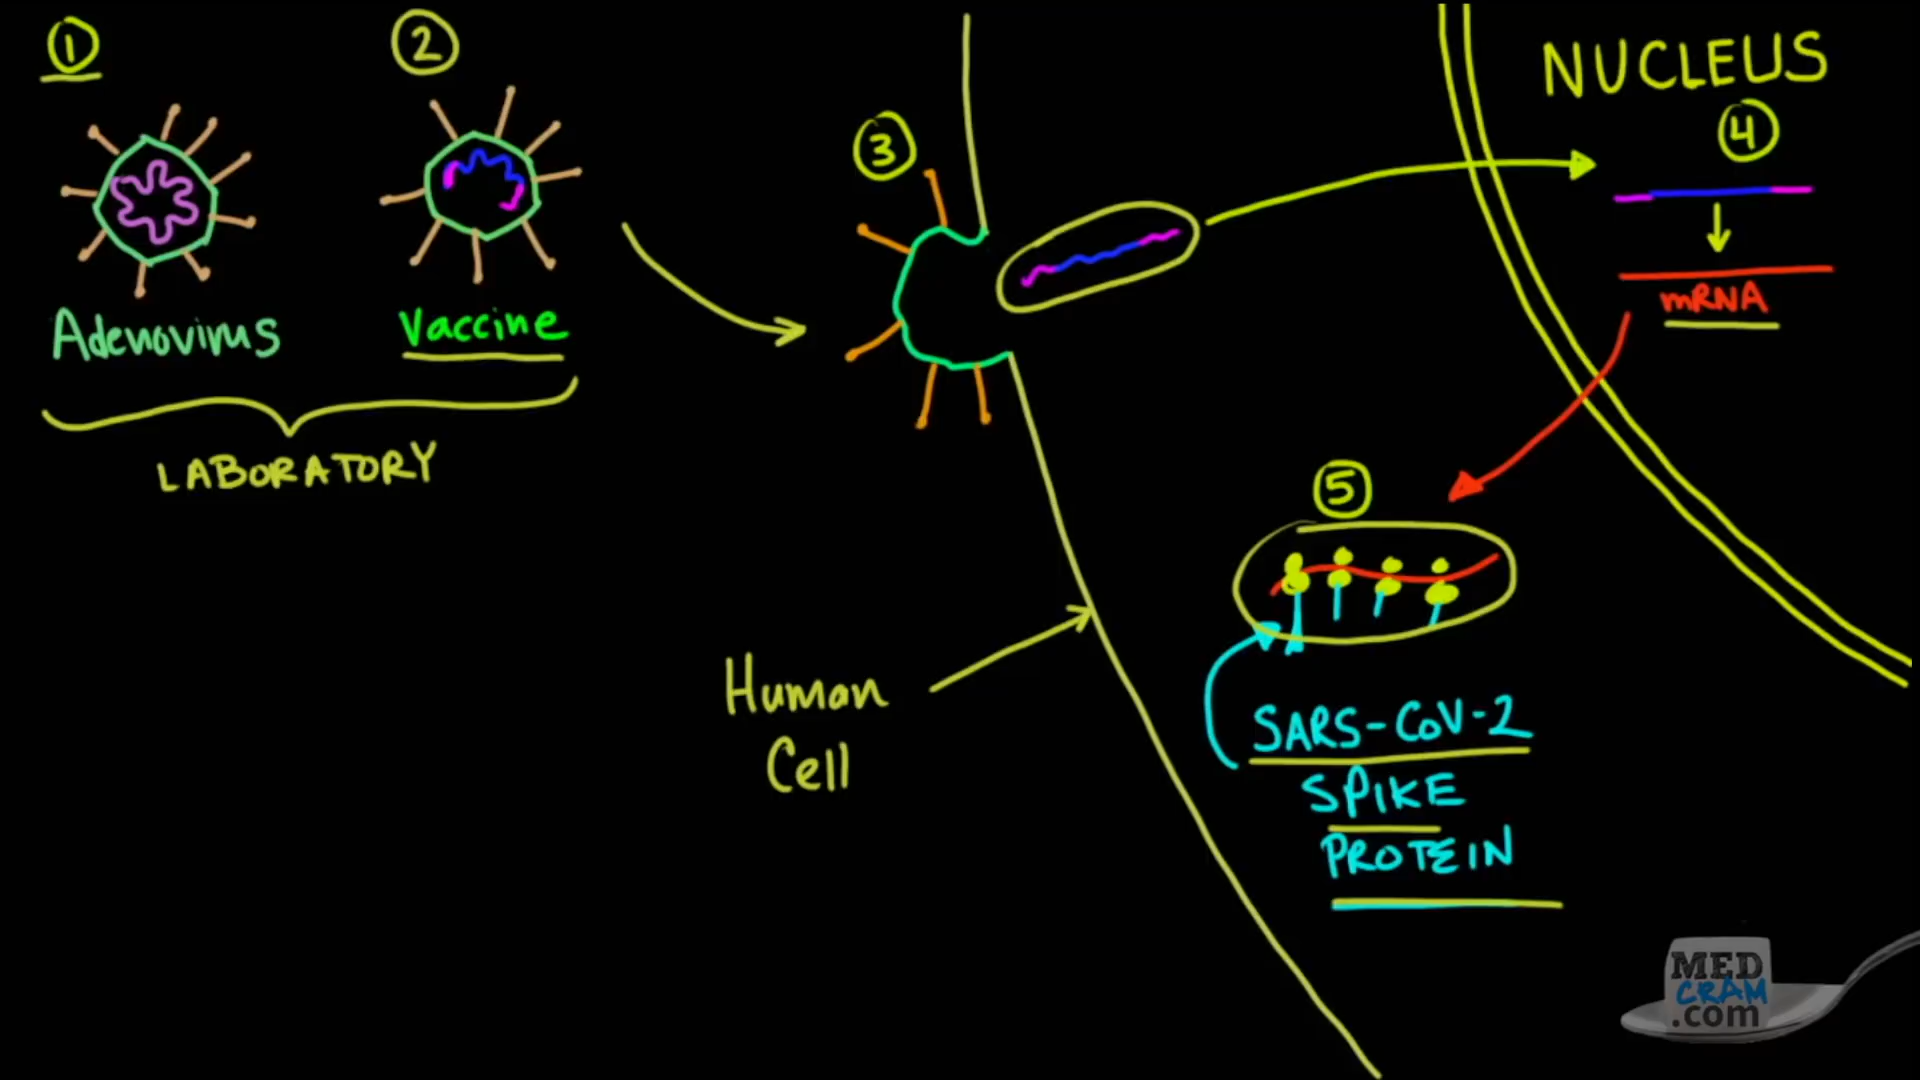 1
2
Adenovirus
Vaccine
LABORATORY
3
NUCLEUS
4
mRNA
5
Human
Cell
SARS-CoV-2
SPIKE
PROTEIN
MED
CRAM
.com